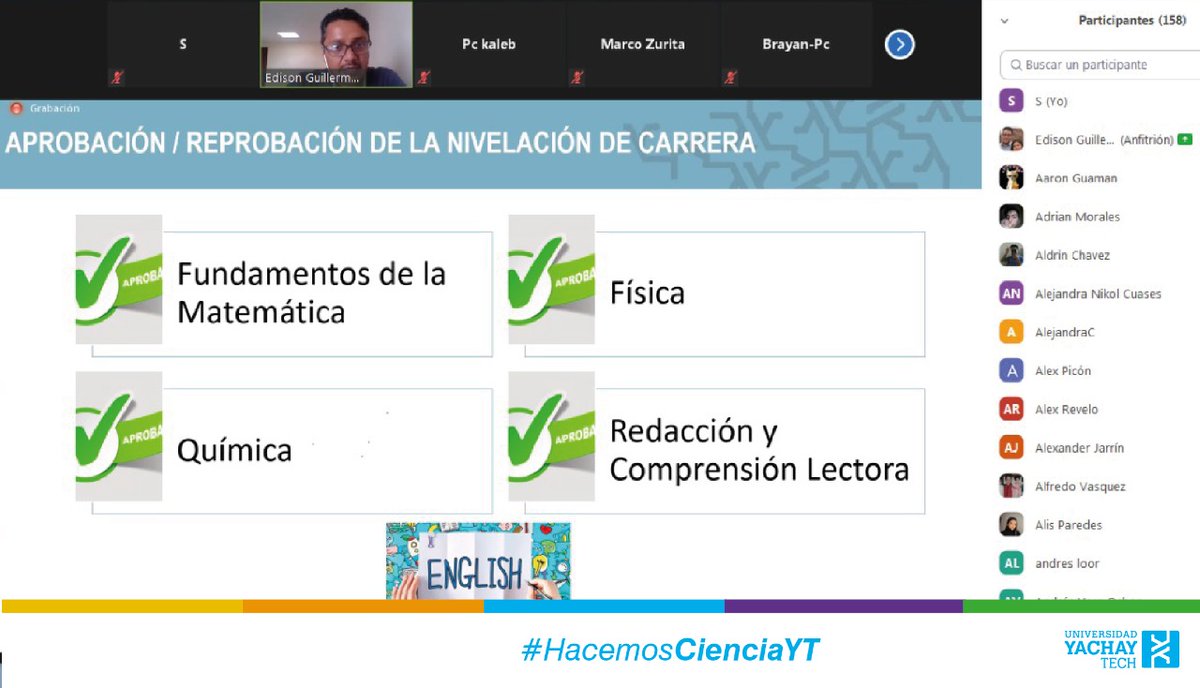 S
Edison Guillerm...
Pc kaleb
Marco Zurita
Brayan-Pc
Grabación
APROBACIÓN / REPROBACIÓN DE LA NIVELACIÓN DE CARRERA
APROBA
Fundamentos de la
Matemática
APROBA
Física
APROBA
Química
APROBA
Redacción y
Comprensión Lectora
ENGLISH
Participantes (158)
Buscar un participante
S
S (Yo)
Edison Guille... (Anfitrión)
Aaron Guaman
Adrian Morales
Aldrin Chavez
AN
Alejandra Nikol Cuases
A
AlejandraC
A
Alex Picón
AR
Alex Revelo
AJ
Alexander Jarrín
Alfredo Vasquez
Alis Paredes
AL
andres loor
#HacemosCienciaYT
UNIVERSIDAD
YACHAY
TECH